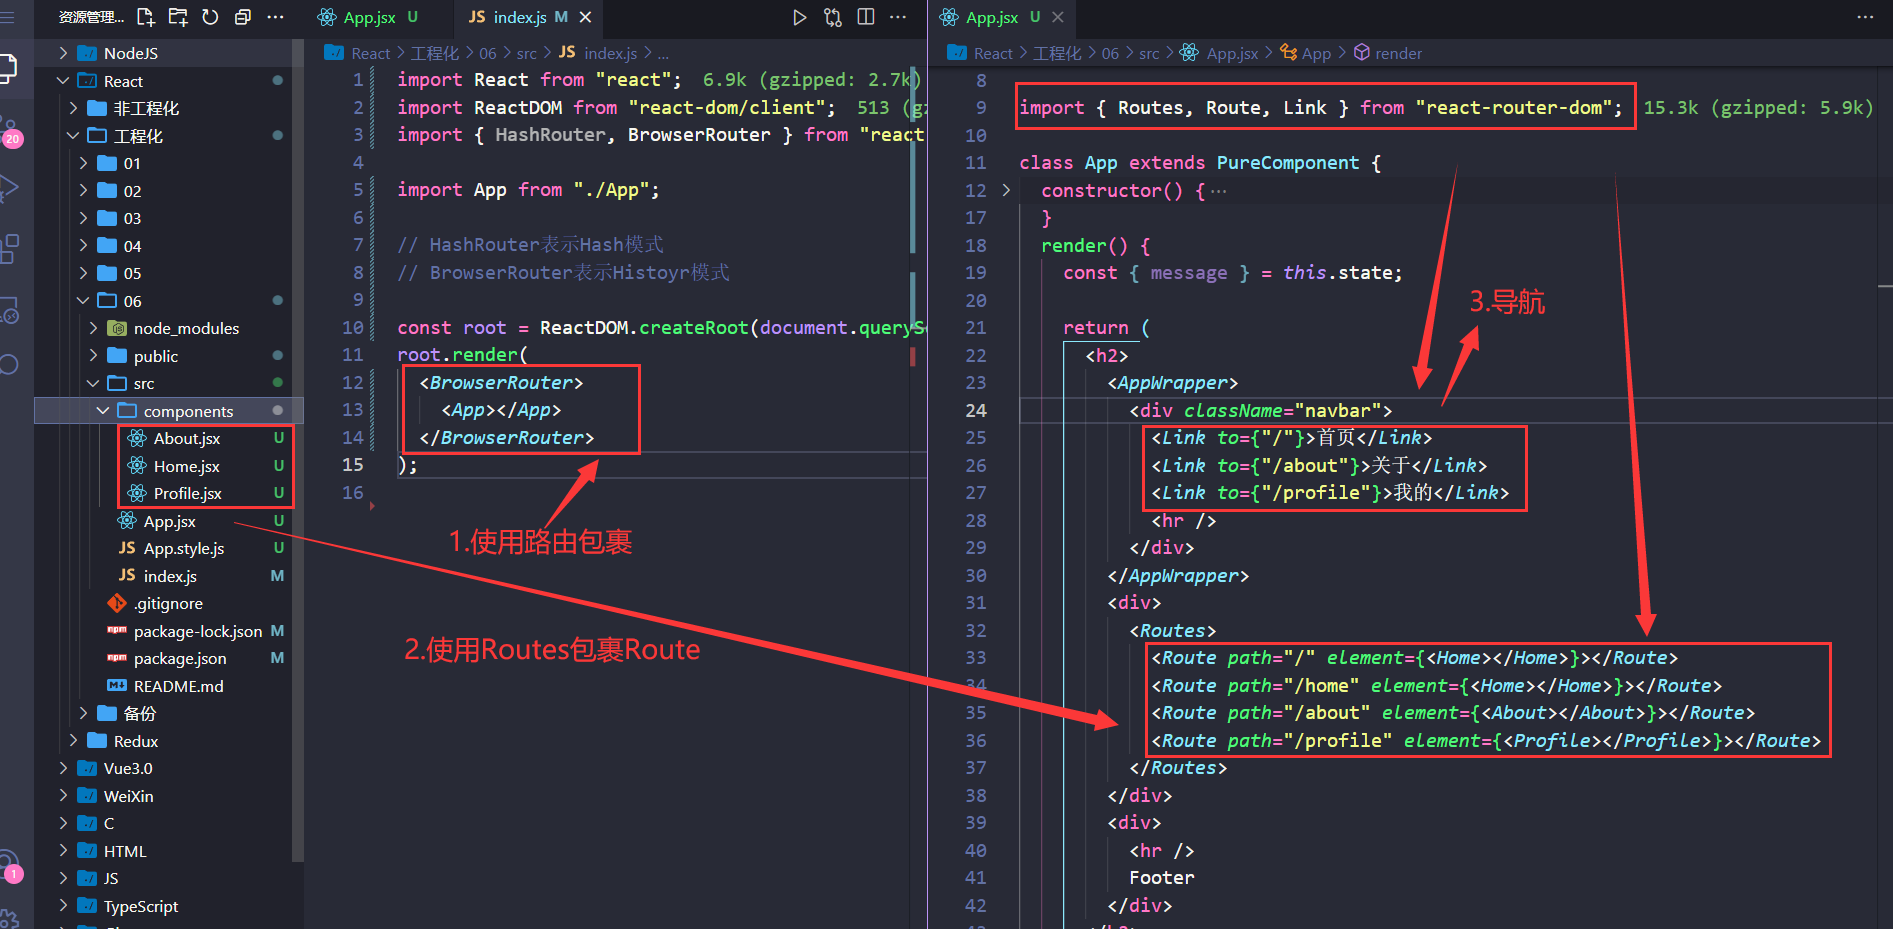 资源管理...
NodeJS
React
非工程化
工程化
01
02
03
04
05
06
node_modules
public
src
components
About.jsx U
Home.jsx U
Profile.jsx U
App.jsx U
App.style.js U
index.js M
.gitignore
package-lock.json M
package.json M
README.md
备份
Redux
Vue3.0
WeiXin
C
HTML
JS
TypeScript
20
1
App.jsx U
JS index.js M
React > 工程化 > 06 > src > JS index.js > ...
1 import React from "react"; 6.9k (gzipped: 2.7k)
2 import ReactDOM from "react-dom/client"; 513 (g
3 import { HashRouter, BrowserRouter } from "react
4
5 import App from "./App";
6
7 // HashRouter表示Hash模式
8 // BrowserRouter表示Histoyr模式
9
10 const root = ReactDOM.createRoot(document.queryS
11 root.render(
12 <BrowserRouter>
13 <App></App>
14 </BrowserRouter>
15 );
16
1.使用路由包裹
2.使用Routes包裹Route
App.jsx U
React > 工程化 > 06 > src > App.jsx > App > render
8
9 import { Routes, Route, Link } from "react-router-dom"; 15.3k (gzipped: 5.9k)
10
11 class App extends PureComponent {
12 constructor() {···
17 }
18 render() {
19 const { message } = this.state;
20
3.导航
21 return (
22 <h2>
23 <AppWrapper>
24 <div className="navbar">
25 <Link to={"/"}>首页</Link>
26 <Link to={"/about"}>关于</Link>
27 <Link to={"/profile"}>我的</Link>
28 <hr />
29 </div>
30 </AppWrapper>
31 <div>
32 <Routes>
33 <Route path="/" element={<Home></Home>}></Route>
34 <Route path="/home" element={<Home></Home>}></Route>
35 <Route path="/about" element={<About></About>}></Route>
36 <Route path="/profile" element={<Profile></Profile>}></Route>
37 </Routes>
38 </div>
39 <div>
40 <hr />
41 Footer
42 </div>